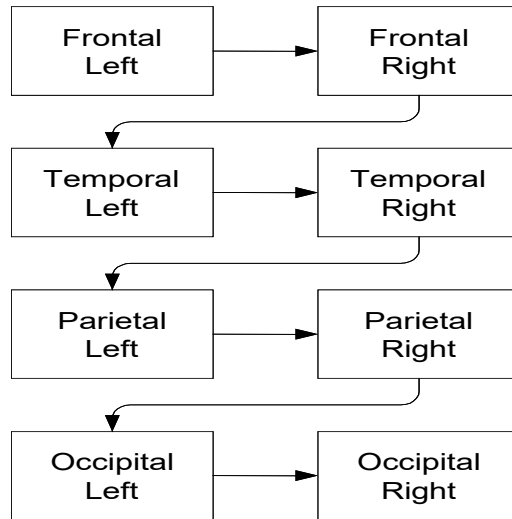 Frontal
Left
Frontal
Right
Temporal
Left
Temporal
Right
Parietal
Left
Parietal
Right
Occipital
Left
Occipital
Right